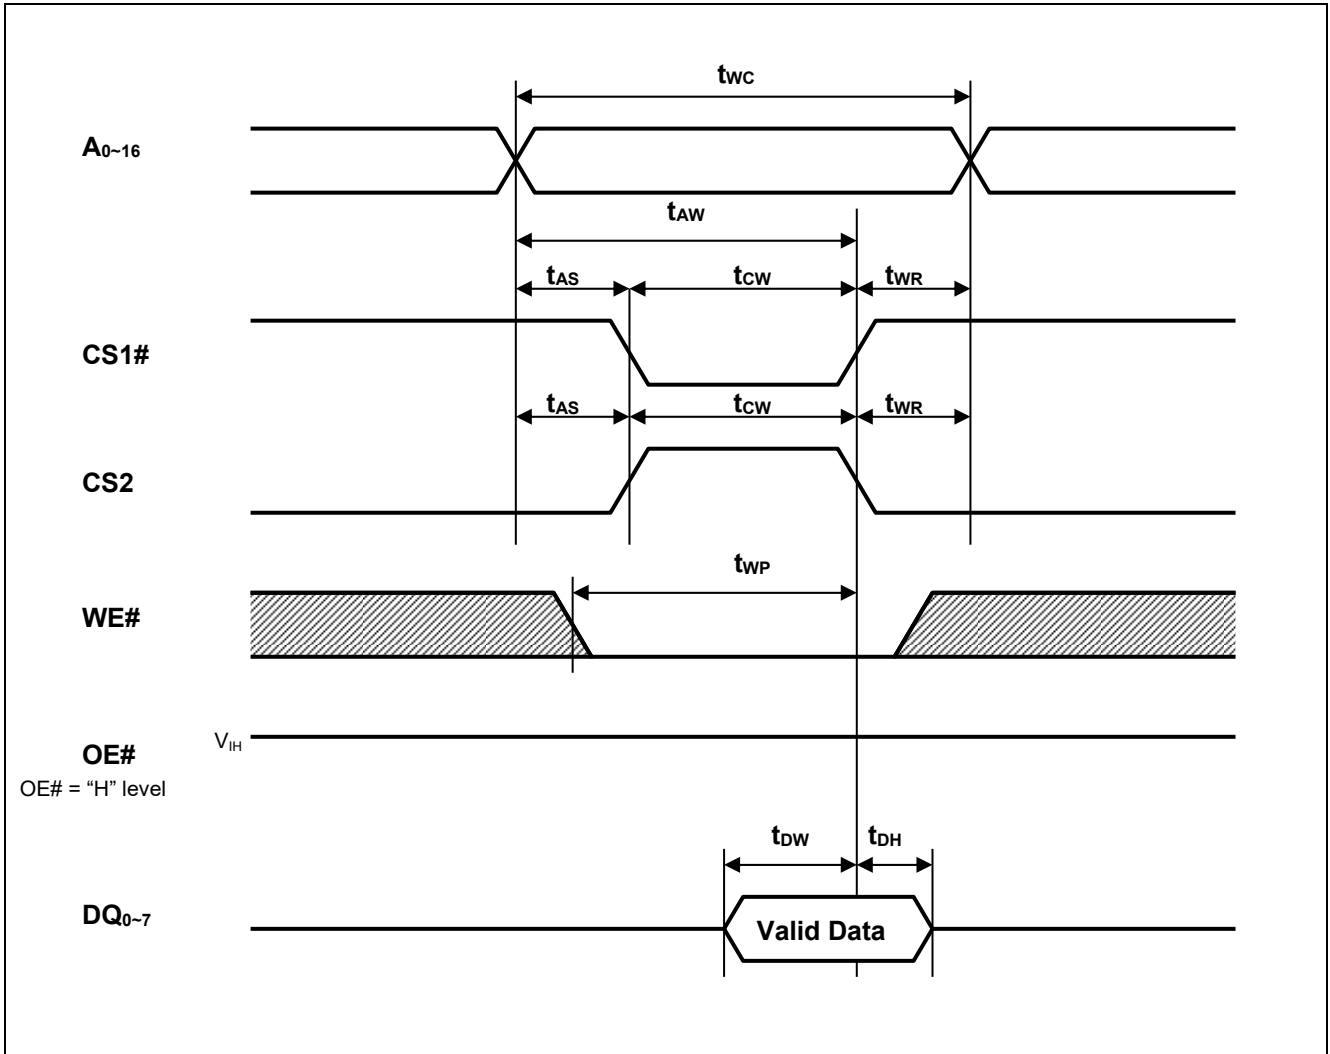 tWC
A0~16
tAW
tAS tCW tWR
CS1#
tAS tCW tWR
CS2
tWP
WE#
VIH
OE#
OE# = “H” level
tDW tDH
DQ0~7
Valid Data